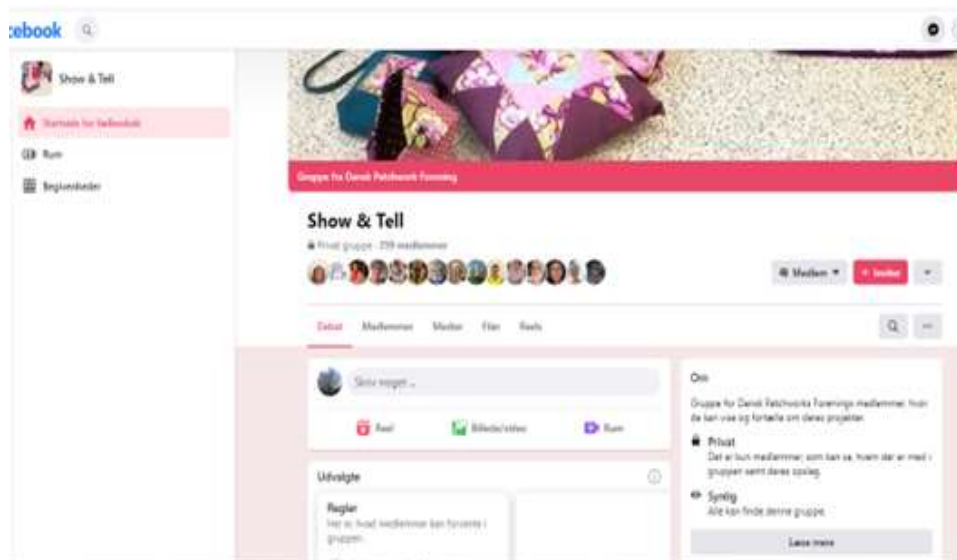 cebook
Show & Tell
Startside for fællesskab
Rum
Begivenheder
Gruppe fra Dansk Patchwork Forening
Show & Tell
Privat gruppe · 259 medlemmer
Medlem
+ Inviter
Debat
Medlemmer
Medier
Filer
Reels
Skriv noget ...
Reel
Billede/video
Rum
Udvalgte
Regler
Her er, hvad medlemmer kan forvente i
gruppen.
Om
Gruppe for Dansk Patchworks Forenings medlemmer, hvor
de kan vise og fortælle om deres projekter.
Privat
Det er kun medlemmer, som kan se, hvem der er med i
gruppen samt deres opslag.
Synlig
Alle kan finde denne gruppe.
Læse mere